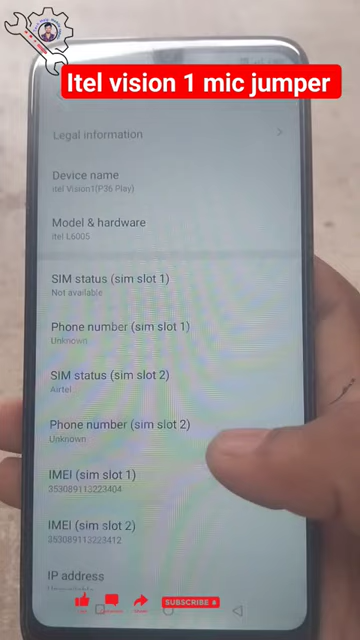 Itel vision 1 mic jumper
Legal information
Device name
itel Vision1(P36 Play)
Model & hardware
itel L6005
SIM status (sim slot 1)
Not available
Phone number (sim slot 1)
Unknown
SIM status (sim slot 2)
Airtel
Phone number (sim slot 2)
Unknown
IMEI (sim slot 1)
353089113223404
IMEI (sim slot 2)
353089113223412
IP address
SUBSCRIBE